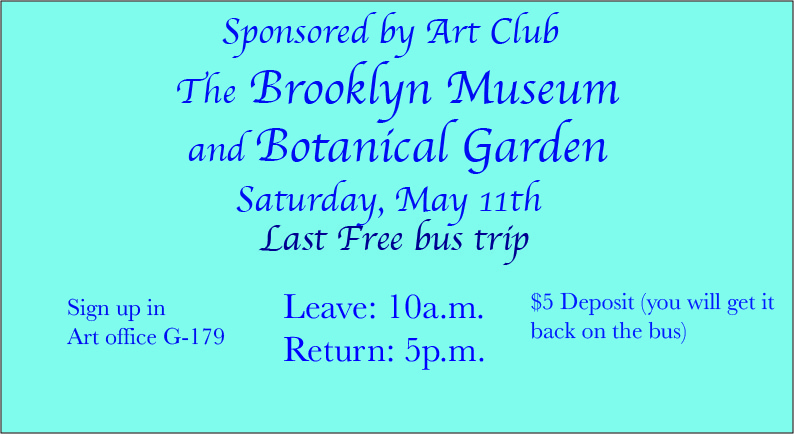 Sponsored by Art Club
The Brooklyn Museum
and Botanical Garden
Saturday, May 11th
Last Free bus trip
Sign up in
Art office G-179
Leave: 10a.m.
Return: 5p.m.
$5 Deposit (you will get it
back on the bus)